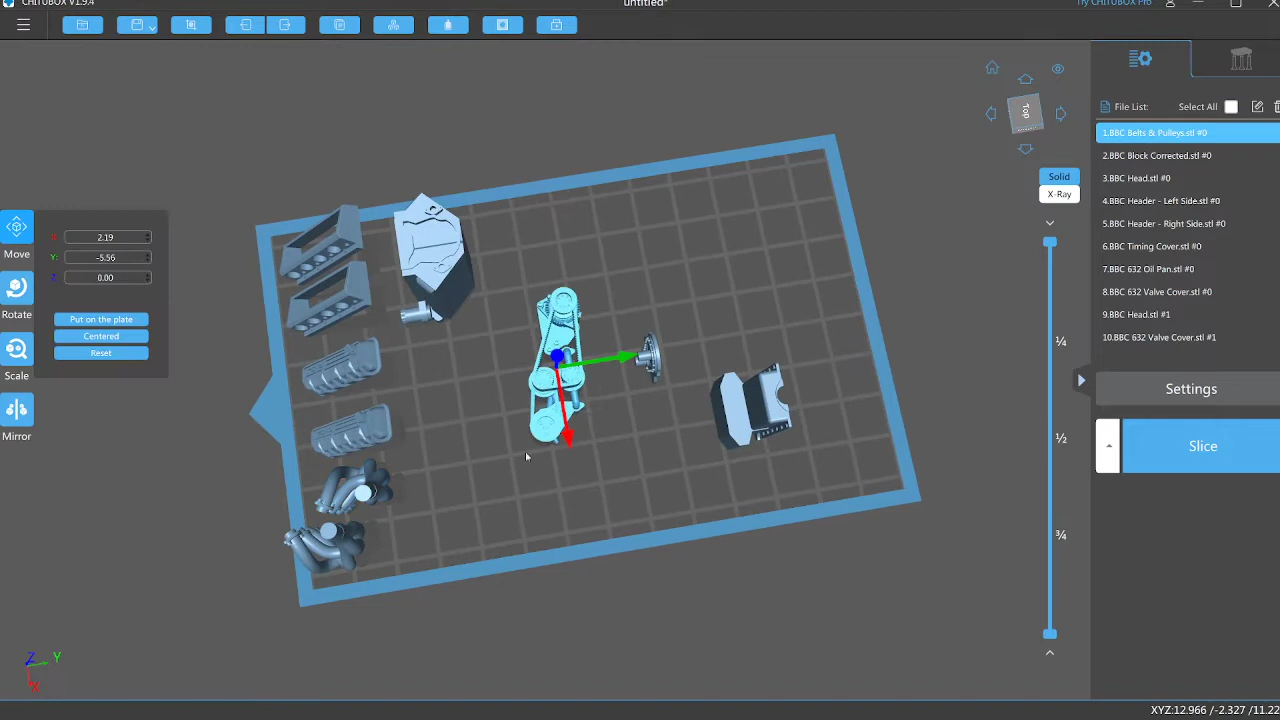 CHITUBOX V1.9.4
untitled*
Try CHITUBOX Pro
Top
Solid
X-Ray
File List:
Select All
1.BBC Belts & Pulleys.stl #0
2.BBC Block Corrected.stl #0
3.BBC Head.stl #0
4.BBC Header - Left Side.stl #0
5.BBC Header - Right Side.stl #0
6.BBC Timing Cover.stl #0
7.BBC 632 Oil Pan.stl #0
8.BBC 632 Valve Cover.stl #0
9.BBC Head.stl #1
10.BBC 632 Valve Cover.stl #1
Settings
Slice
Move
Rotate
Scale
Mirror
X: 2.19
Y: -5.56
Z: 0.00
Put on the plate
Centered
Reset
¼
½
¾
Z
Y
X
XYZ:12.966 /-2.327 /11.22